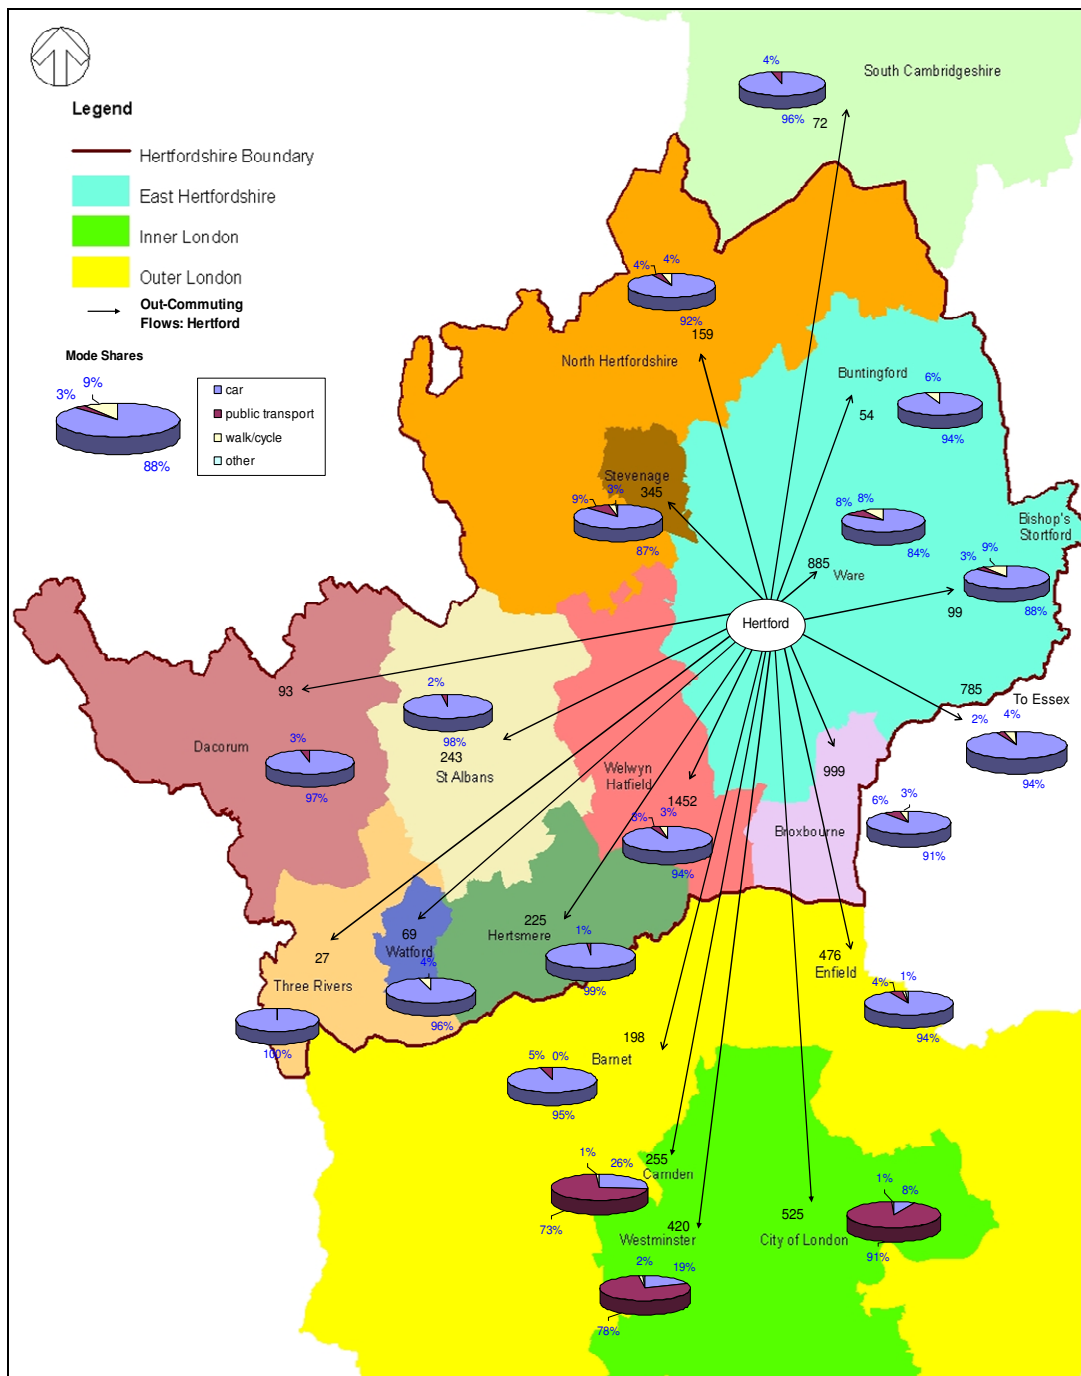 Legend
Hertfordshire Boundary
East Hertfordshire
Inner London
Outer London
Out-Commuting
Flows: Hertford
Mode Shares
3%
9%
88%
car
public transport
walk/cycle
other
4%
96%
72
South Cambridgeshire
4%
4%
92%
159
North Hertfordshire
Buntingford
54
6%
94%
Stevenage
345
9%
3%
87%
8%
8%
84%
885
Ware
Bishop's
Stortford
3%
9%
88%
99
Hertford
785
To Essex
2%
4%
94%
93
Dacorum
3%
97%
2%
98%
243
St Albans
Welwyn
Hatfield
1452
3%
3%
94%
999
Broxbourne
6%
3%
91%
27
Three Rivers
100%
69
Watford
4%
96%
225
Hertsmere
1%
99%
476
Enfield
4%
1%
94%
198
Barnet
5%
0%
95%
255
Camden
1%
26%
73%
420
Westminster
2%
19%
78%
525
City of London
1%
8%
91%